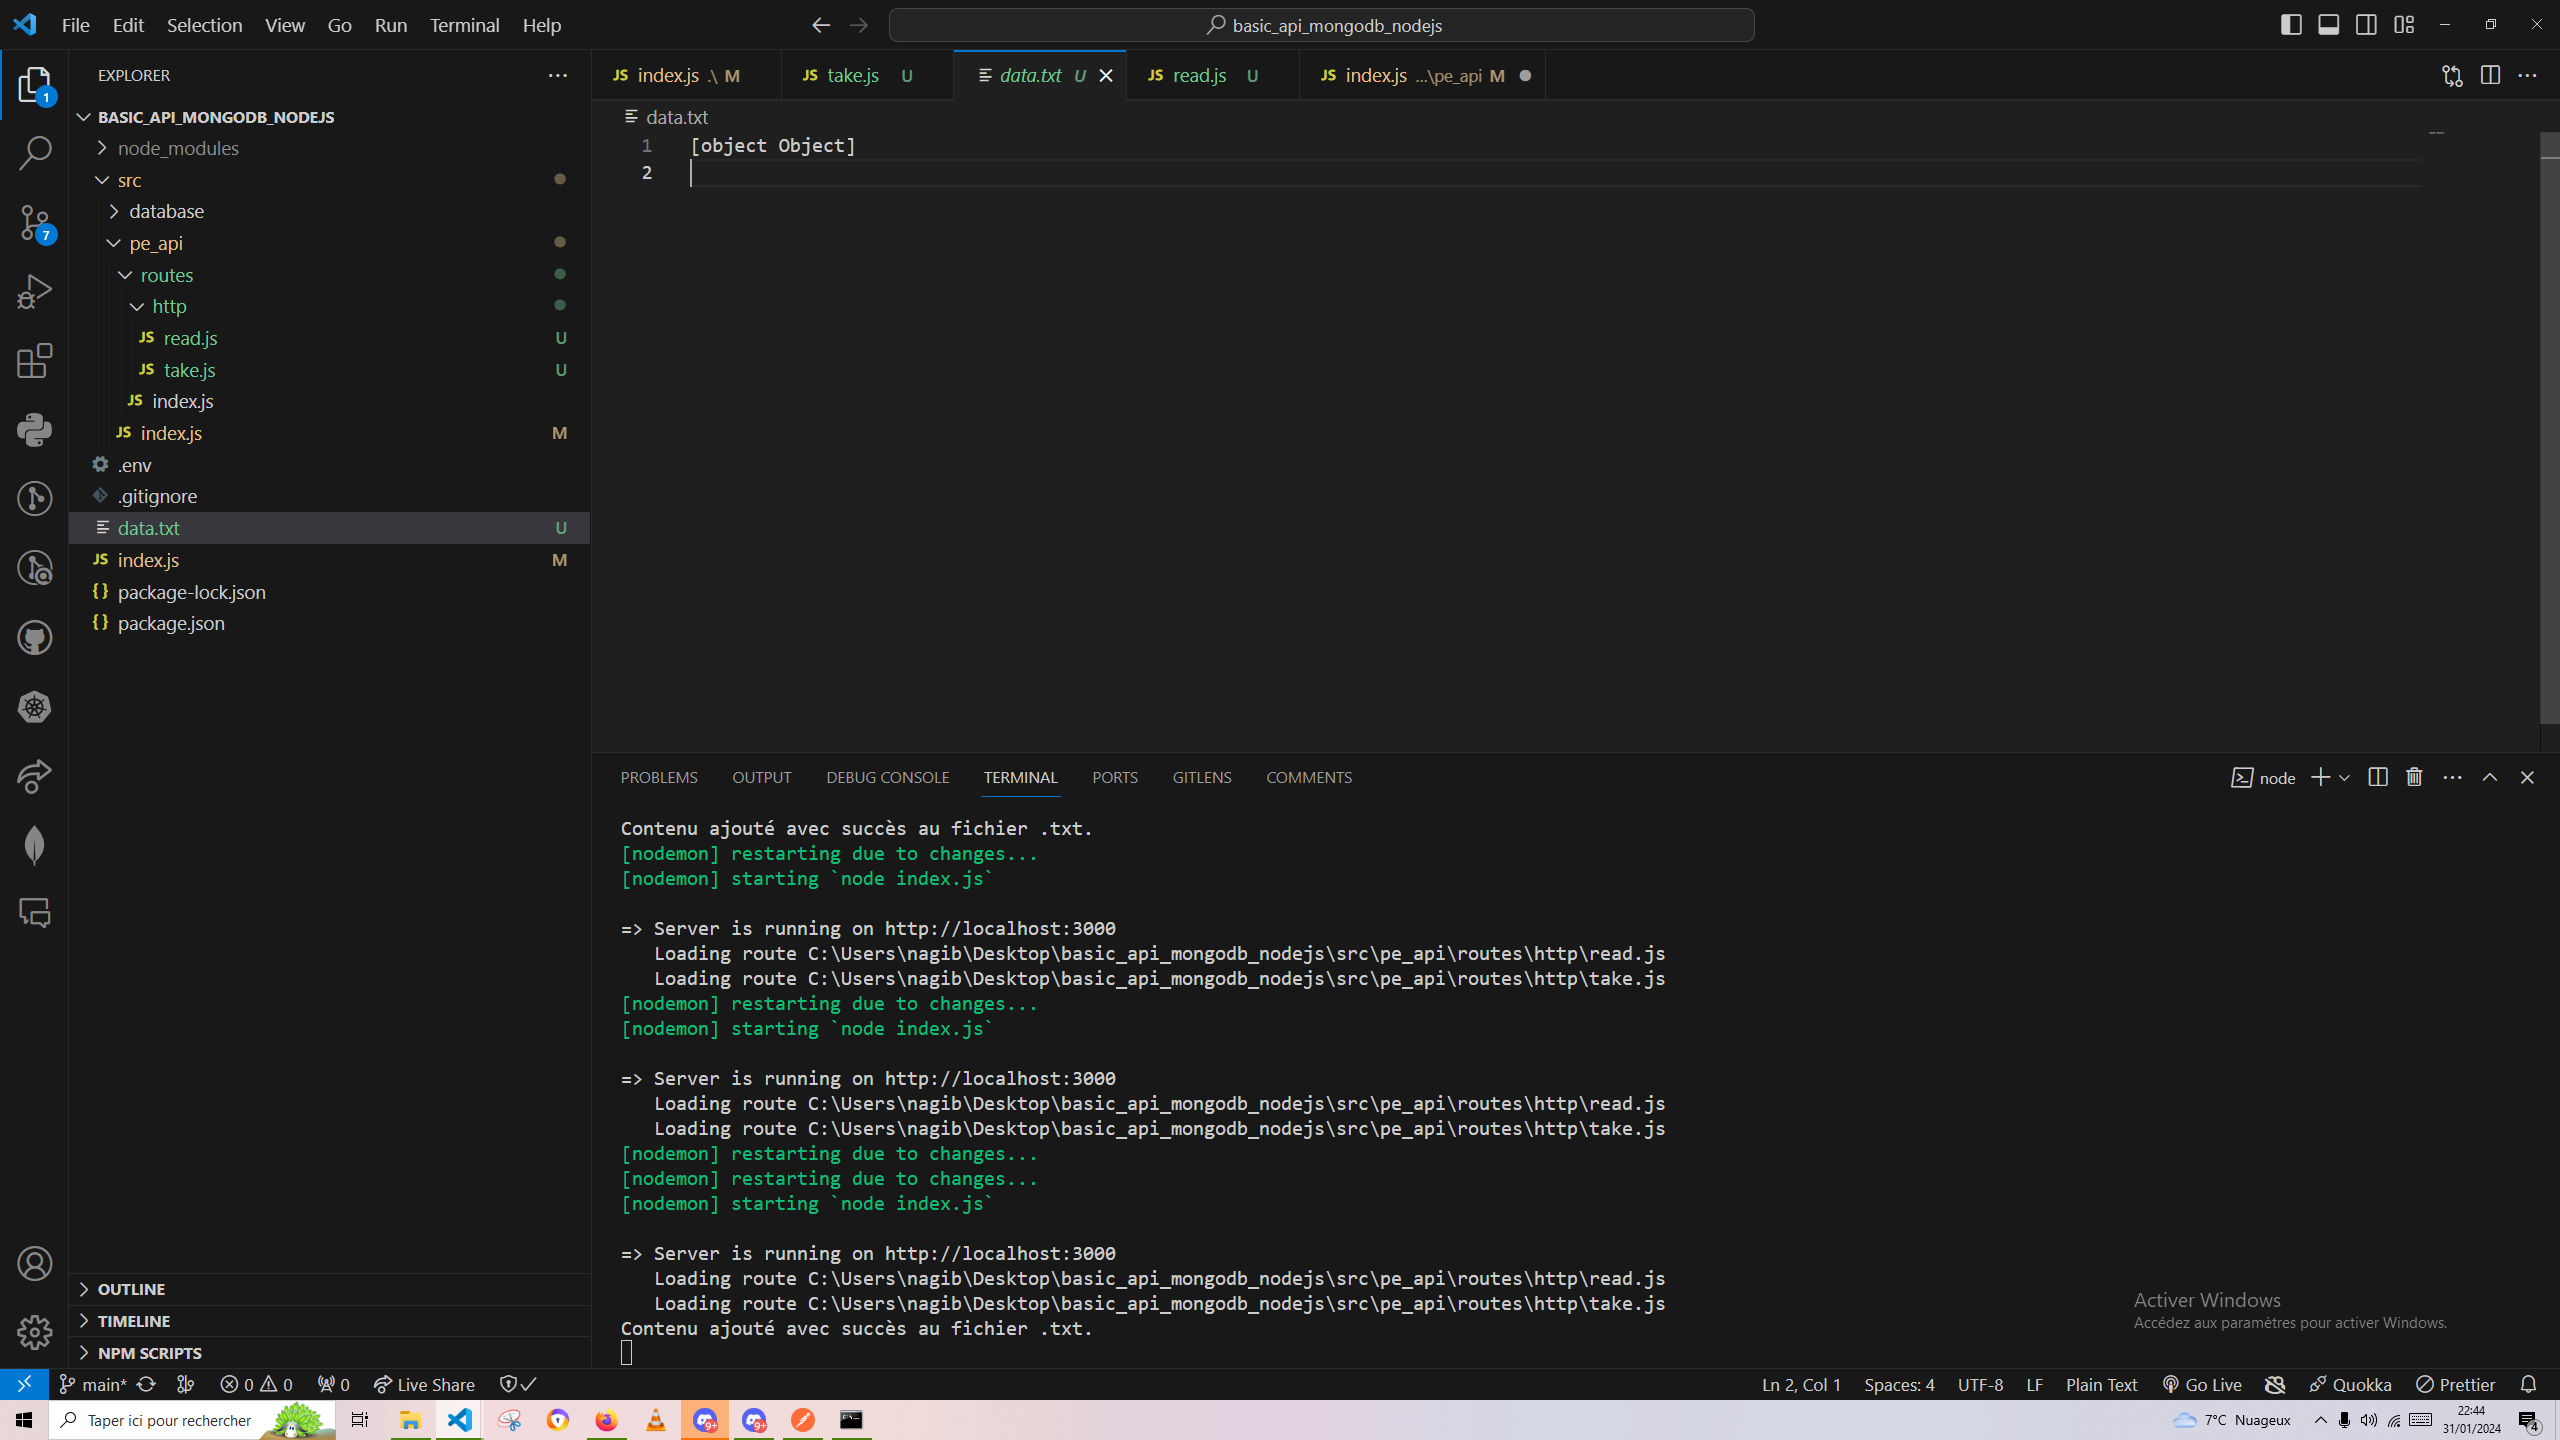 File Edit Selection View Go Run Terminal Help
basic_api_mongodb_nodejs
EXPLORER
BASIC_API_MONGODB_NODEJS
node_modules
src
database
pe_api
routes
http
JS read.js U
JS take.js U
JS index.js
JS index.js M
.env
.gitignore
data.txt U
JS index.js M
{} package-lock.json
{} package.json
OUTLINE
TIMELINE
NPM SCRIPTS
1
7
JS index.js .\ M
JS take.js U
data.txt U
JS read.js U
JS index.js ...\pe_api M
data.txt
1 [object Object]
2
PROBLEMS OUTPUT DEBUG CONSOLE TERMINAL PORTS GITLENS COMMENTS
node
Contenu ajouté avec succès au fichier .txt.
[nodemon] restarting due to changes...
[nodemon] starting `node index.js`
=> Server is running on http://localhost:3000
Loading route C:\Users\nagib\Desktop\basic_api_mongodb_nodejs\src\pe_api\routes\http\read.js
Loading route C:\Users\nagib\Desktop\basic_api_mongodb_nodejs\src\pe_api\routes\http\take.js
[nodemon] restarting due to changes...
[nodemon] starting `node index.js`
=> Server is running on http://localhost:3000
Loading route C:\Users\nagib\Desktop\basic_api_mongodb_nodejs\src\pe_api\routes\http\read.js
Loading route C:\Users\nagib\Desktop\basic_api_mongodb_nodejs\src\pe_api\routes\http\take.js
[nodemon] restarting due to changes...
[nodemon] restarting due to changes...
[nodemon] starting `node index.js`
=> Server is running on http://localhost:3000
Loading route C:\Users\nagib\Desktop\basic_api_mongodb_nodejs\src\pe_api\routes\http\read.js
Loading route C:\Users\nagib\Desktop\basic_api_mongodb_nodejs\src\pe_api\routes\http\take.js
Contenu ajouté avec succès au fichier .txt.
Activer Windows
Accédez aux paramètres pour activer Windows.
main* 0 0 0 Live Share
Ln 2, Col 1 Spaces: 4 UTF-8 LF Plain Text Go Live Quokka Prettier
Taper ici pour rechercher
9+
9+
7°C Nuageux
22:44
31/01/2024
4